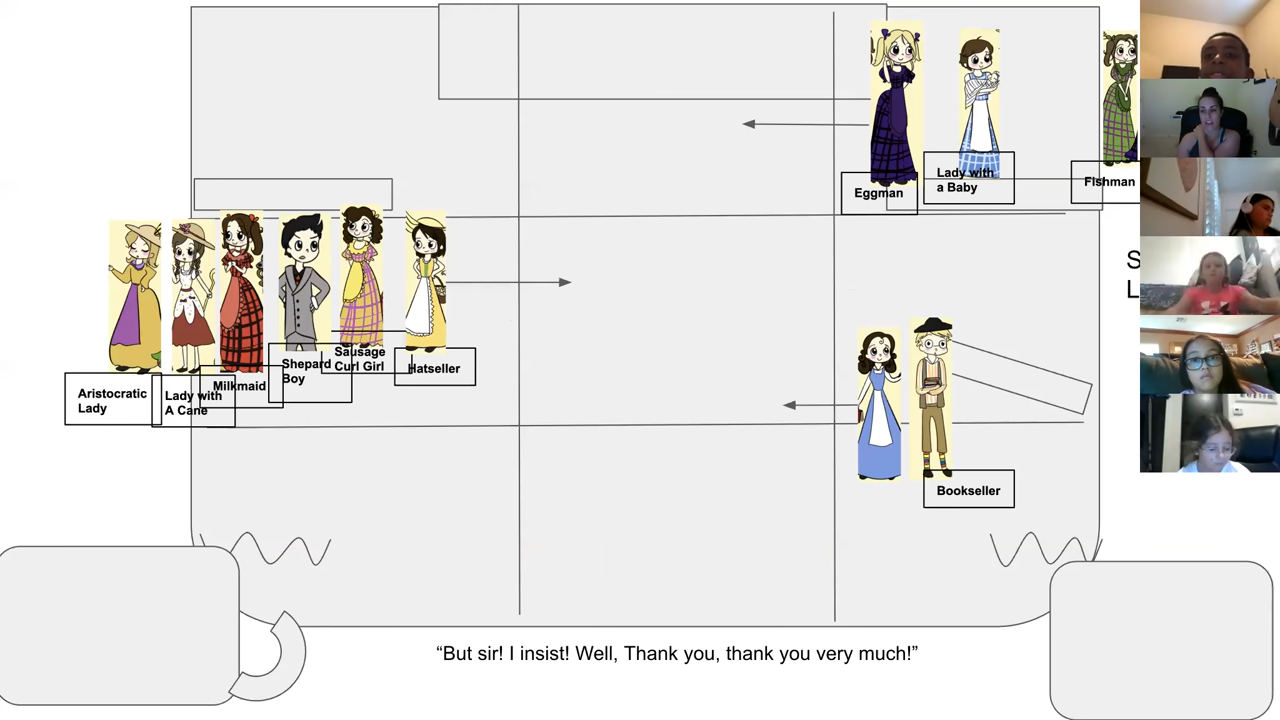 Eggman
Lady with
a Baby
Fishman
S
L
Aristocratic
Lady
Lady with
A Cane
Milkmaid
Shepard
Boy
Sausage
Curl Girl
Hatseller
Bookseller
“But sir! I insist! Well, Thank you, thank you very much!”